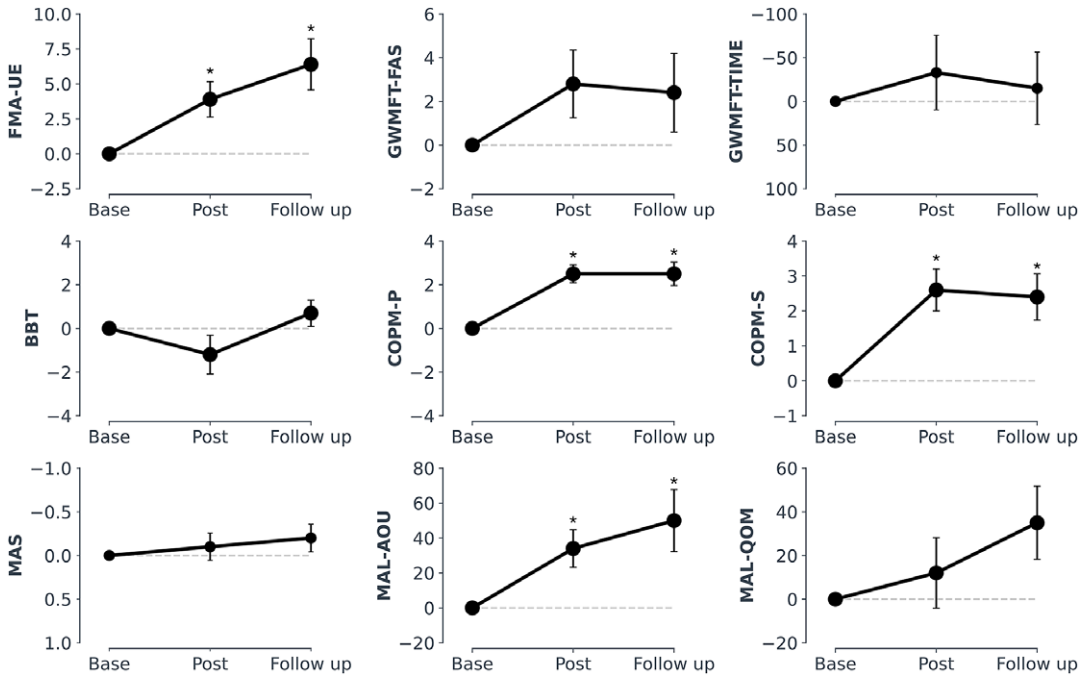 FMA-UE
10.0
7.5
5.0
2.5
0.0
−2.5
* *
Base Post Follow up
GWMFT-FAS
6
4
2
0
−2
Base Post Follow up
GWMFT-TIME
−100
−50
0
50
100
Base Post Follow up
BBT
4
2
0
−2
−4
Base Post Follow up
COPM-P
4
2
0
−2
−4
* *
Base Post Follow up
COPM-S
4
3
2
1
0
−1
* *
Base Post Follow up
MAS
−1.0
−0.5
0.0
0.5
1.0
Base Post Follow up
MAL-AOU
80
60
40
20
0
−20
* *
Base Post Follow up
MAL-QOM
60
40
20
0
−20
Base Post Follow up